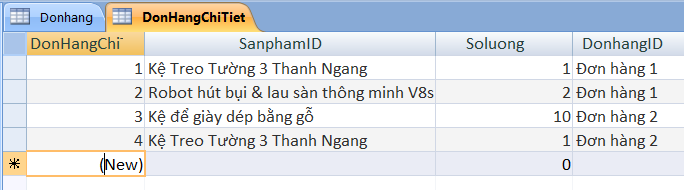 Donhang DonHangChiTiet
DonHangChi SanphamID Soluong DonhangID
1 Kệ Treo Tường 3 Thanh Ngang 1 Đơn hàng 1
2 Robot hút bụi & lau sàn thông minh V8s 2 Đơn hàng 1
3 Kệ để giày dép bằng gỗ 10 Đơn hàng 2
4 Kệ Treo Tường 3 Thanh Ngang 1 Đơn hàng 2
* (New) 0